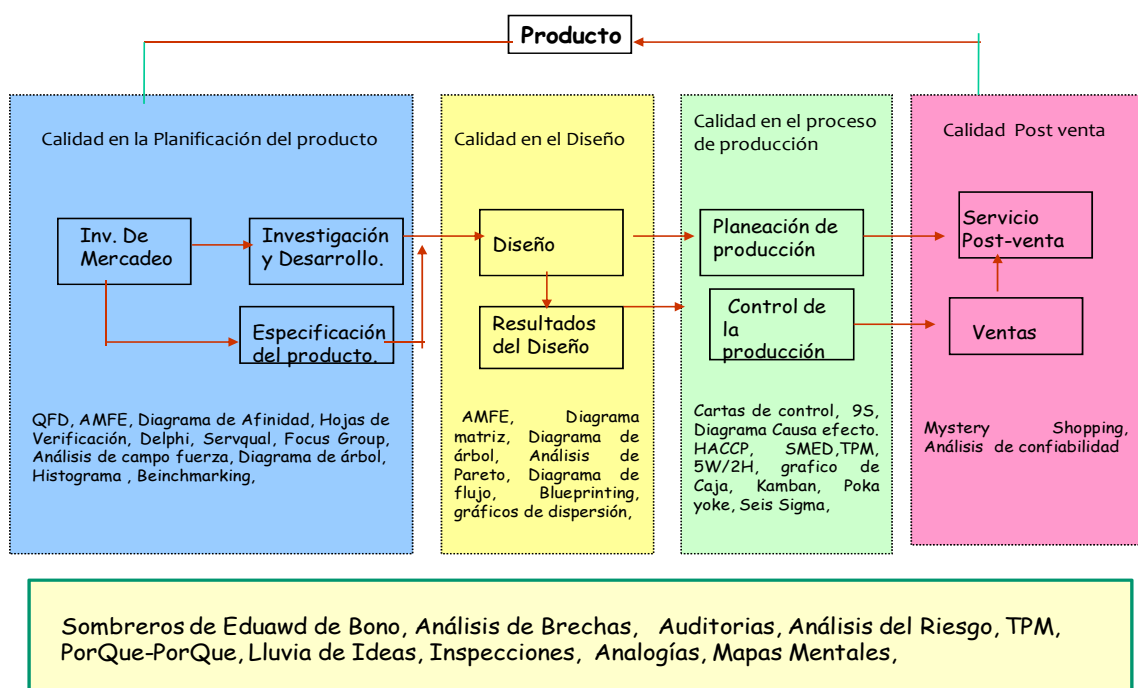 Producto
Calidad en la Planificación del producto
Inv. De
Mercadeo
Investigación
y Desarrollo.
Especificación
del producto.
QFD, AMFE, Diagrama de Afinidad, Hojas de
Verificación, Delphi, Servqual, Focus Group,
Análisis de campo fuerza, Diagrama de árbol,
Histograma , Beinchmarking,
Calidad en el Diseño
Diseño
Resultados
del Diseño
AMFE, Diagrama
matriz, Diagrama de
árbol, Análisis de
Pareto, Diagrama de
flujo, Blueprinting,
gráficos de dispersión,
Calidad en el proceso
de producción
Planeación de
producción
Control de
la
producción
Cartas de control, 9S,
Diagrama Causa efecto.
HACCP, SMED,TPM,
5W/2H, grafico de
Caja, Kamban, Poka
yoke, Seis Sigma,
Calidad Post venta
Servicio
Post-venta
Ventas
Mystery Shopping,
Análisis de confiabilidad
Sombreros de Eduawd de Bono, Análisis de Brechas, Auditorias, Análisis del Riesgo, TPM,
PorQue-PorQue, Lluvia de Ideas, Inspecciones, Analogías, Mapas Mentales,